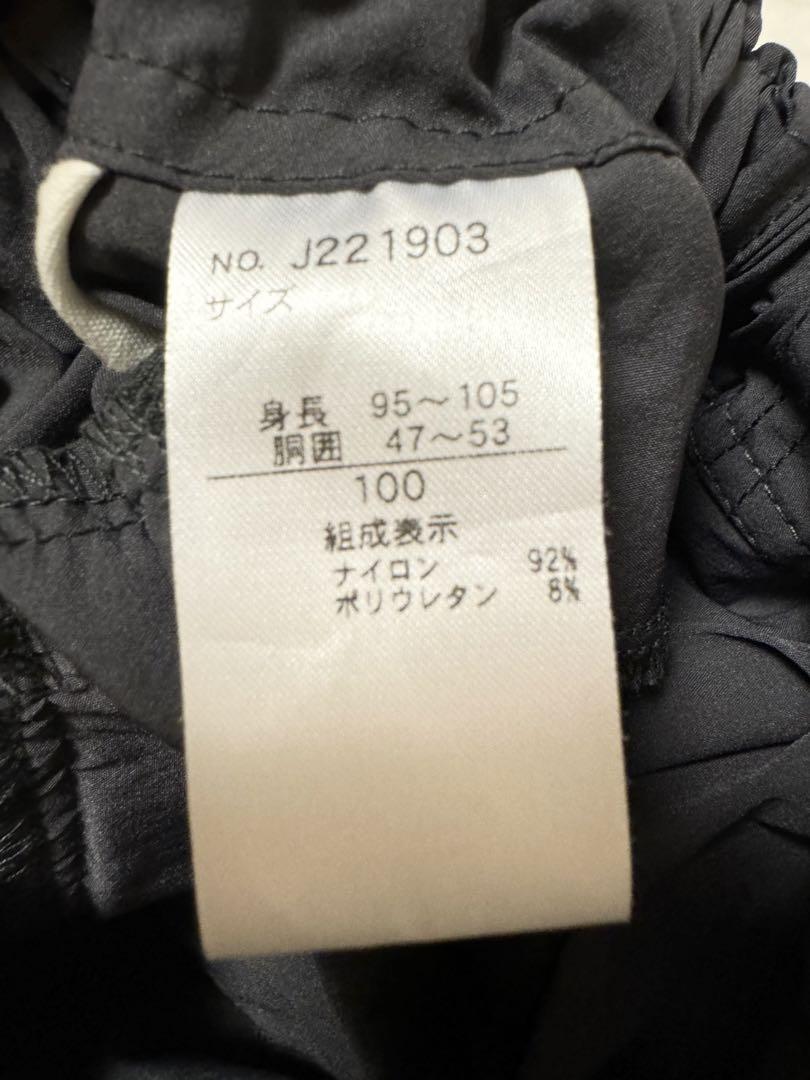 NO. J221903
サイズ
身長 95～105
胴囲 47～53
100
組成表示
ナイロン 92%
ポリウレタン 8%